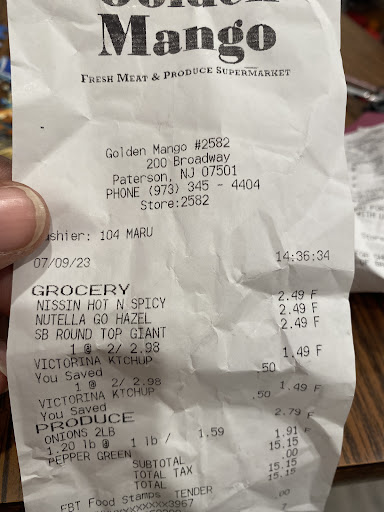 Golden
Mango
FRESH MEAT & PRODUCE SUPERMARKET
Golden Mango #2582
200 Broadway
Paterson, NJ 07501
PHONE (973) 345 - 4404
Store:2582
shier: 104 MARU
07/09/23 14:36:34
GROCERY
NISSIN HOT N SPICY 2.49 F
NUTELLA GO HAZEL 2.49 F
SB ROUND TOP GIANT 2.49 F
1 @ 2/ 2.98
VICTORINA KTCHUP 1.49 F
You Saved .50
1 @ 2/ 2.98
VICTORINA KTCHUP 1.49 F
You Saved .50
PRODUCE
ONIONS 2LB 2.79 F
1.20 lb @ 1 lb / 1.59
PEPPER GREEN 1.91 F
SUBTOTAL 15.15
TOTAL TAX .00
TOTAL 15.15
EBT Food Stamps TENDER 15.15
3967
.00